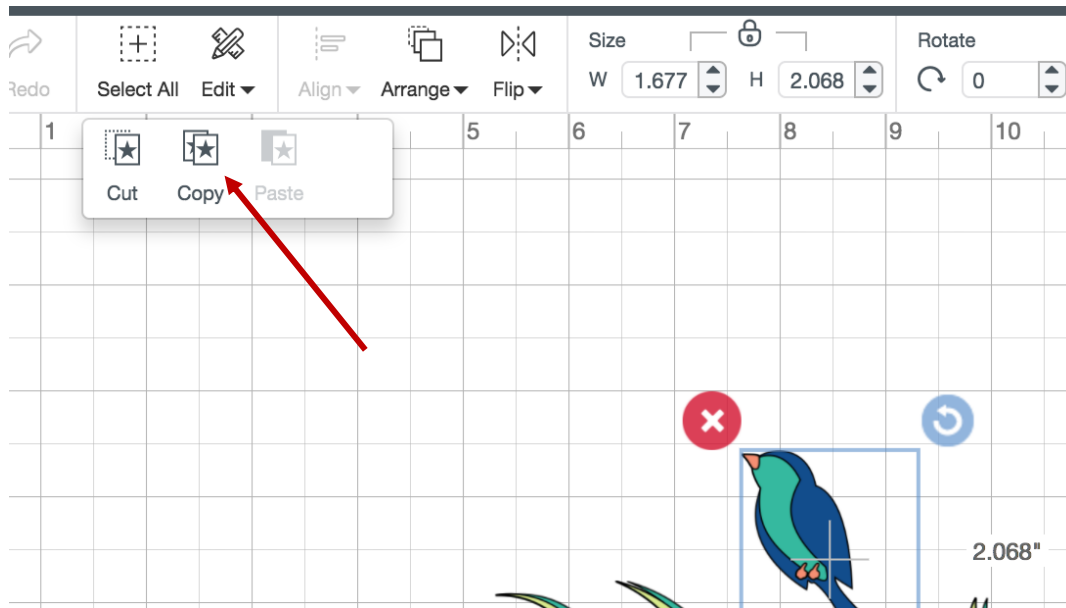 Size
Rotate
Redo
Select All
Edit
Align
Arrange
Flip
W
1.677
H
2.068
0
1
5
6
7
8
9
10
Cut
Copy
Paste
2.068"